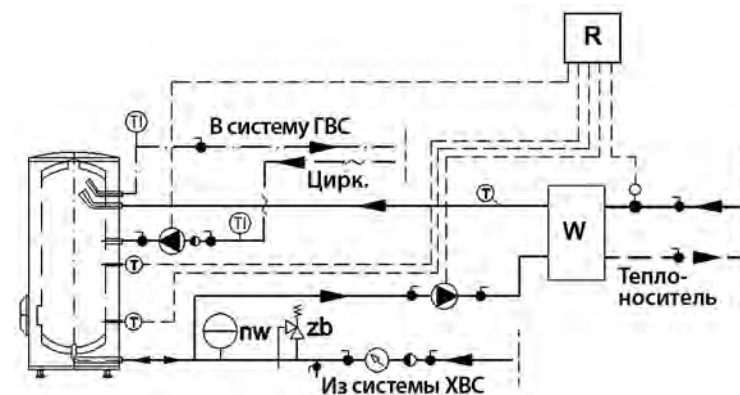 R
TI
В систему ГВС
Цирк.
T
TI
W
T
Тепло-
носитель
T
nw
zb
Из системы ХВС